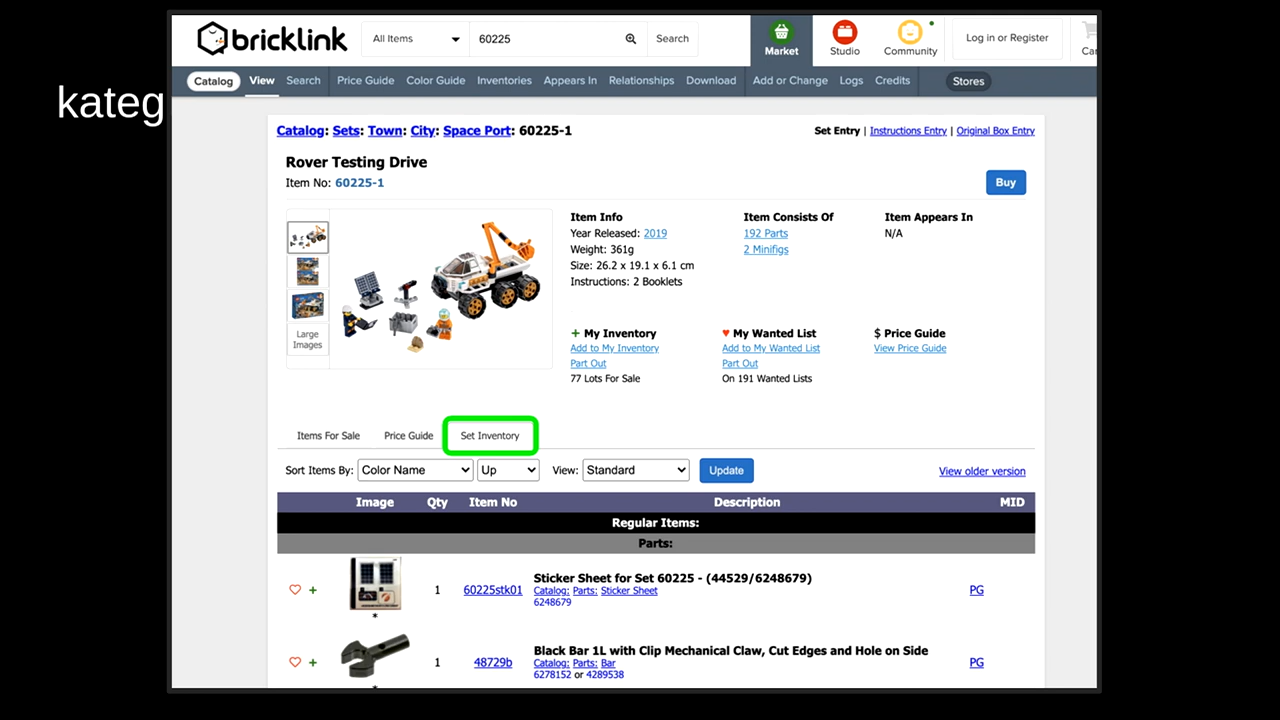 bricklink
All Items
60225
Search
Market
Studio
Community
Log in or Register
kateg
Catalog View Search Price Guide Color Guide Inventories Appears In Relationships Download Add or Change Logs Credits Stores
Catalog: Sets: Town: City: Space Port: 60225-1
Set Entry | Instructions Entry | Original Box Entry
Rover Testing Drive
Item No: 60225-1
Buy
Large
Images
Item Info
Year Released: 2019
Weight: 361g
Size: 26.2 x 19.1 x 6.1 cm
Instructions: 2 Booklets
Item Consists Of
192 Parts
2 Minifigs
Item Appears In
N/A
+ My Inventory
Add to My Inventory
Part Out
77 Lots For Sale
♥ My Wanted List
Add to My Wanted List
Part Out
On 191 Wanted Lists
$ Price Guide
View Price Guide
Items For Sale Price Guide Set Inventory
Sort Items By: Color Name Up View: Standard Update View older version
Image Qty Item No Description MID
Regular Items:
Parts:
* 1 60225stk01 Sticker Sheet for Set 60225 - (44529/6248679) PG
Catalog: Parts: Sticker Sheet
6248679
1 48729b Black Bar 1L with Clip Mechanical Claw, Cut Edges and Hole on Side PG
Catalog: Parts: Bar
6278152 or 4289538